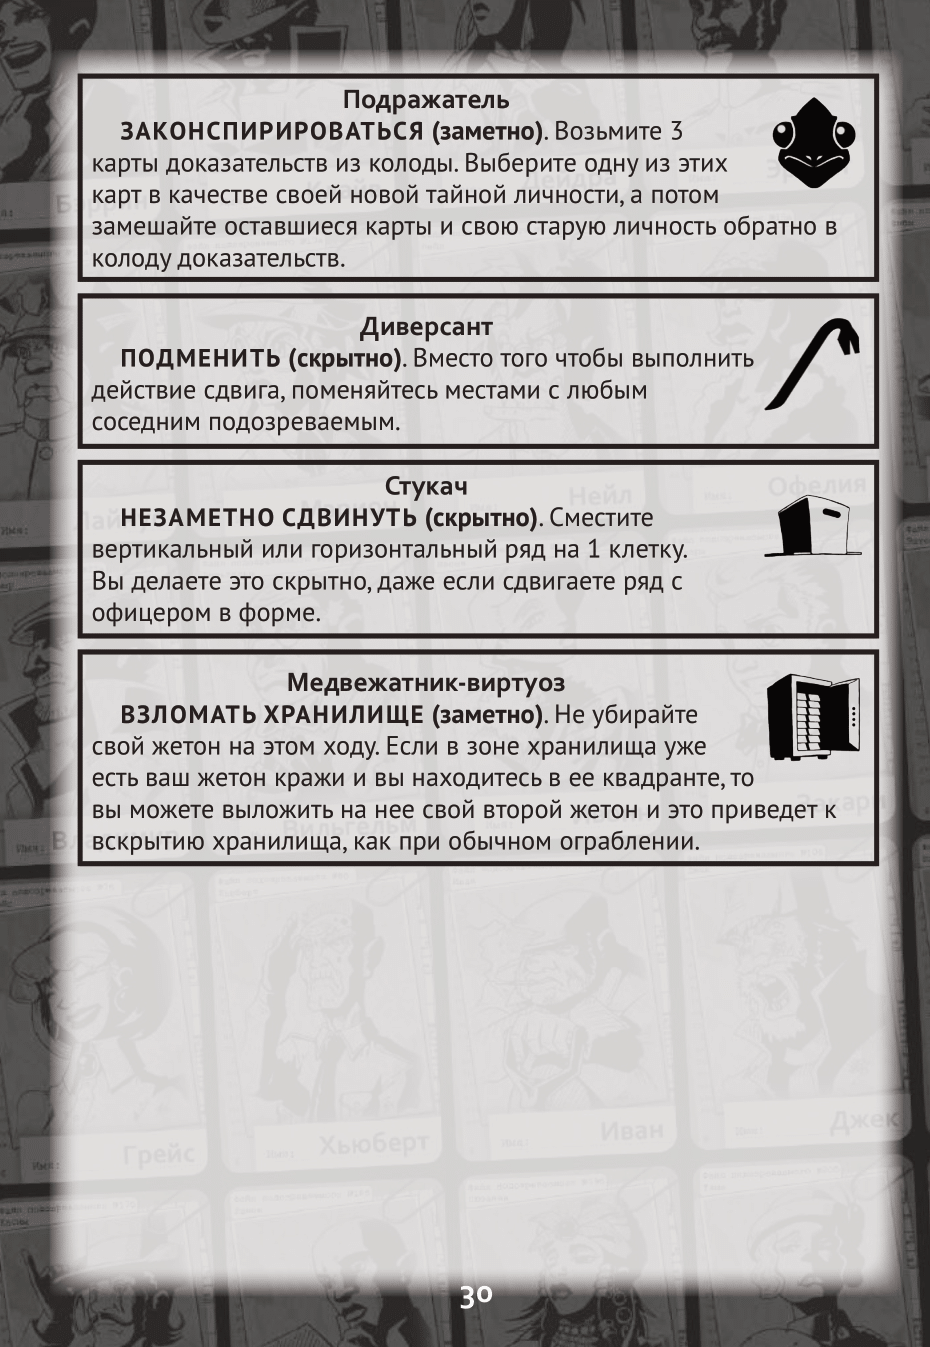 Подражатель
ЗАКОНСПИРИРОВАТЬСЯ (заметно). Возьмите 3
карты доказательств из колоды. Выберите одну из этих
карт в качестве своей новой тайной личности, а потом
замешайте оставшиеся карты и свою старую личность обратно в
колоду доказательств.
Диверсант
ПОДМЕНИТЬ (скрытно). Вместо того чтобы выполнить
действие сдвига, поменяйтесь местами с любым
соседним подозреваемым.
Стукач
НЕЗАМЕТНО СДВИНУТЬ (скрытно). Сместите
вертикальный или горизонтальный ряд на 1 клетку.
Вы делаете это скрытно, даже если сдвигаете ряд с
офицером в форме.
Медвежатник-виртуоз
ВЗЛОМАТЬ ХРАНИЛИЩЕ (заметно). Не убирайте
свой жетон на этом ходу. Если в зоне хранилища уже
есть ваш жетон кражи и вы находитесь в ее квадранте, то
вы можете выложить на нее свой второй жетон и это приведет к
вскрытию хранилища, как при обычном ограблении.
Нейл
Офелия
Грейс
Хьюберт
Иван
Джек
30